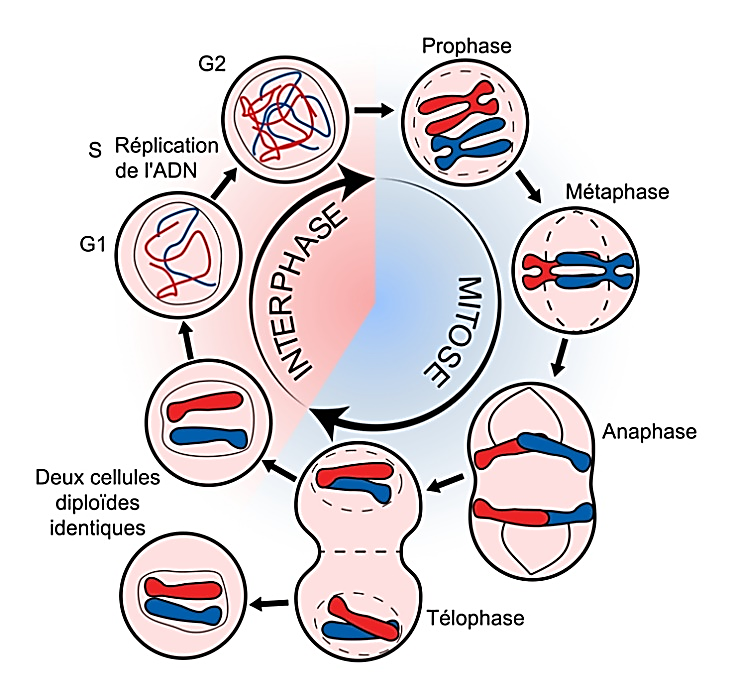 Prophase
G2
S Réplication
de l'ADN
Métaphase
G1
INTERPHASE
MITOSE
Anaphase
Deux cellules
diploïdes
identiques
Télophase